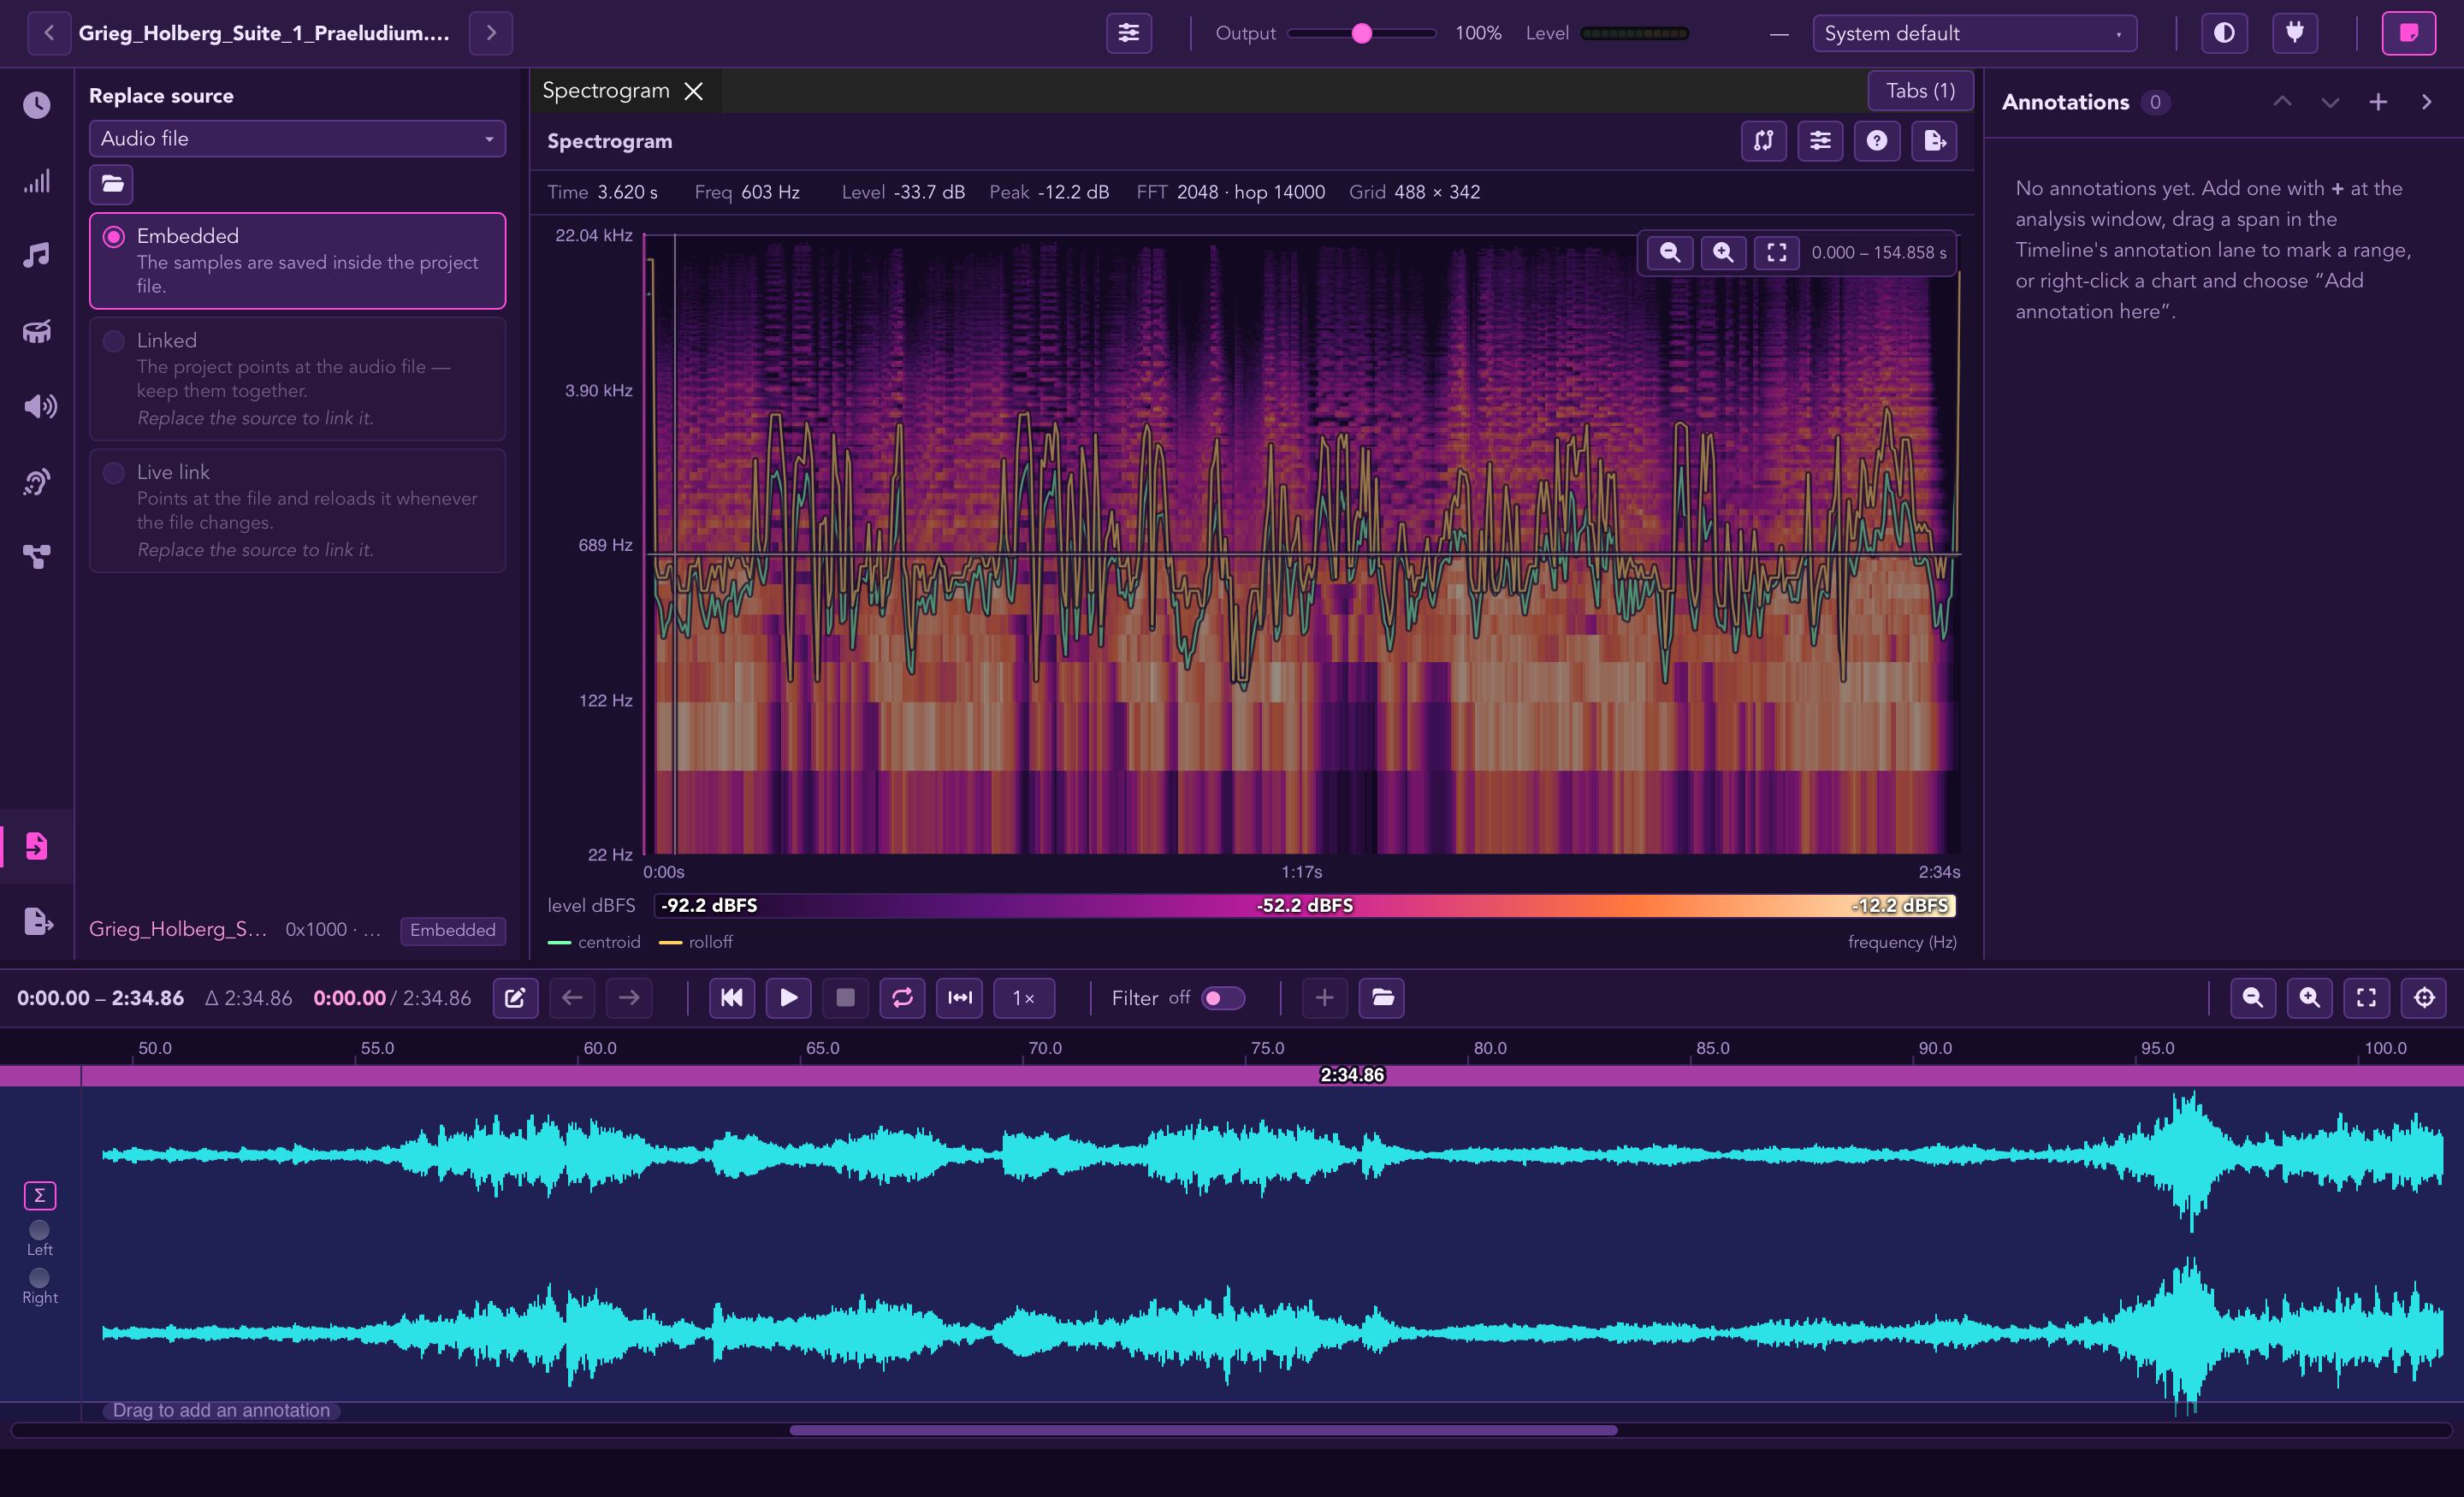 Grieg_Holberg_Suite_1_Praeludium....
Output 100% Level — System default
Replace source
Audio file
Embedded
The samples are saved inside the project
file.
Linked
The project points at the audio file —
keep them together.
Replace the source to link it.
Live link
Points at the file and reloads it whenever
the file changes.
Replace the source to link it.
Grieg_Holberg_S... 0x1000 · ... Embedded
Spectrogram
Tabs (1)
Spectrogram
Time 3.620 s Freq 603 Hz Level -33.7 dB Peak -12.2 dB FFT 2048 · hop 14000 Grid 488 × 342
22.04 kHz
0.000 – 154.858 s
3.90 kHz
689 Hz
122 Hz
22 Hz
0:00s 1:17s 2:34s
level dBFS -92.2 dBFS -52.2 dBFS -12.2 dBFS
centroid rolloff frequency (Hz)
Annotations 0
No annotations yet. Add one with + at the
analysis window, drag a span in the
Timeline's annotation lane to mark a range,
or right-click a chart and choose “Add
annotation here”.
0:00.00 – 2:34.86 Δ 2:34.86 0:00.00 / 2:34.86 1× Filter off
50.0 55.0 60.0 65.0 70.0 75.0 80.0 85.0 90.0 95.0 100.0
2:34.86
Σ
Left
Right
Drag to add an annotation